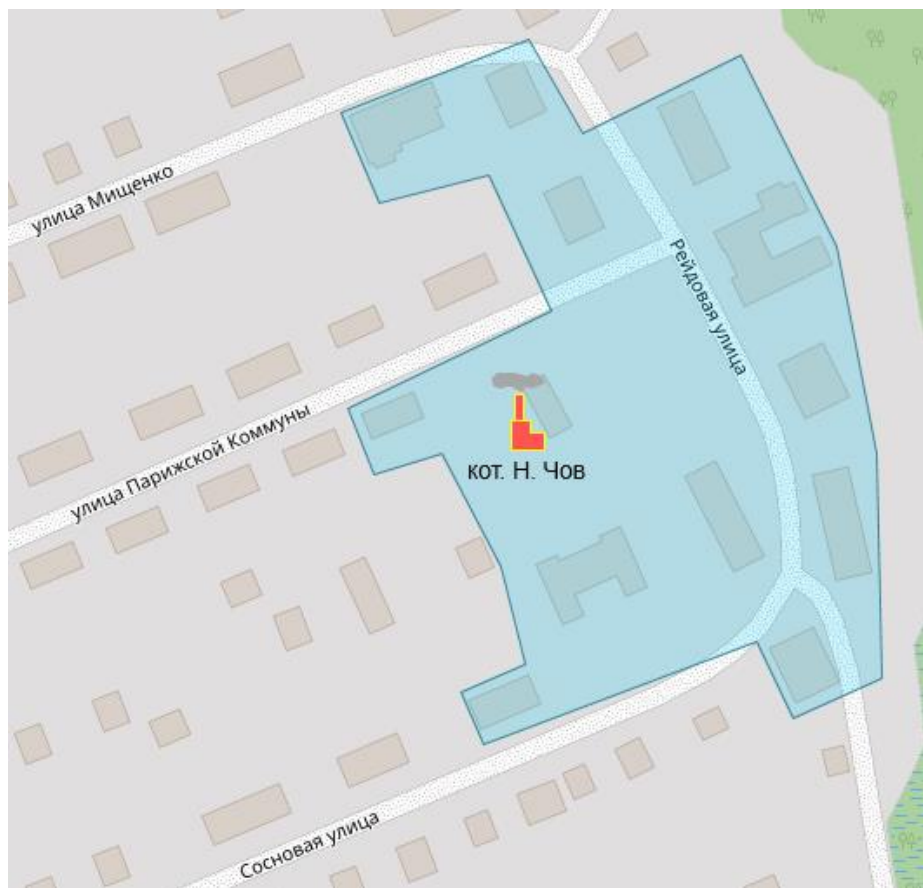 улица Мищенко
Рейдовая улица
улица Парижской Коммуны
кот. Н. Чов
Сосновая улица